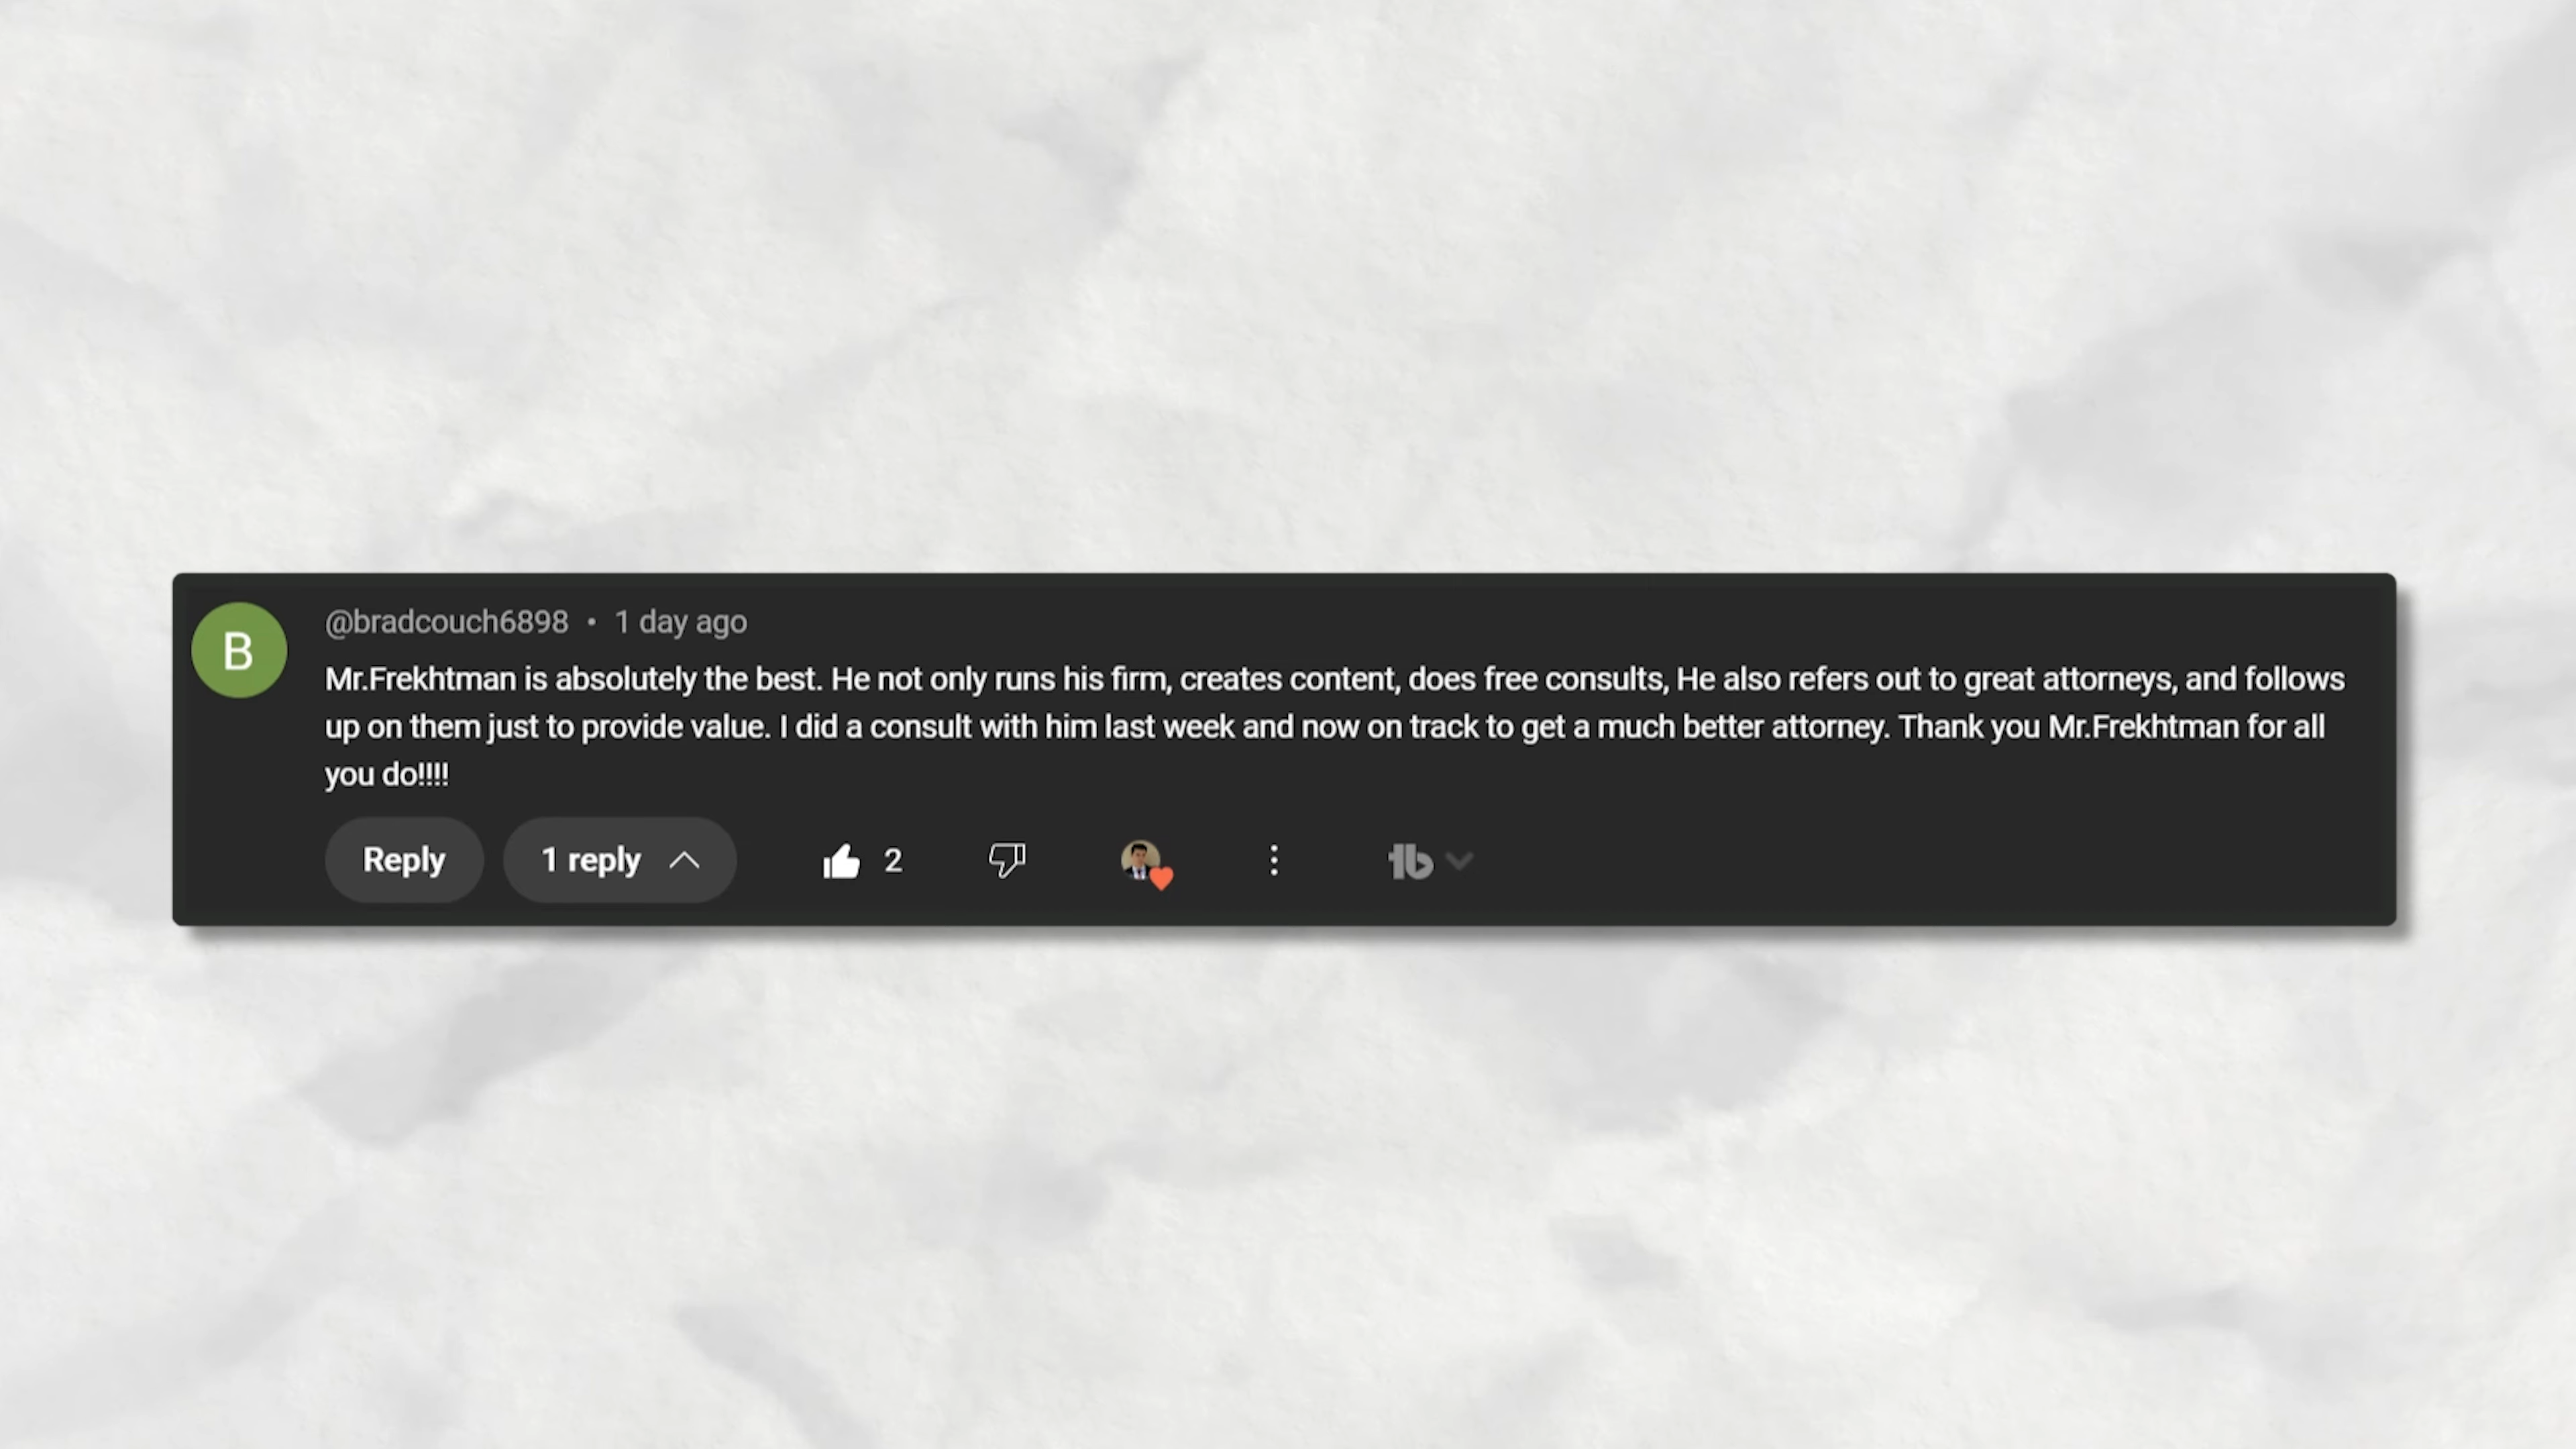 B
@bradcouch6898 • 1 day ago
Mr.Frekhtman is absolutely the best. He not only runs his firm, creates content, does free consults, He also refers out to great attorneys, and follows
up on them just to provide value. I did a consult with him last week and now on track to get a much better attorney. Thank you Mr.Frekhtman for all
you do!!!!
Reply 1 reply 2 tb